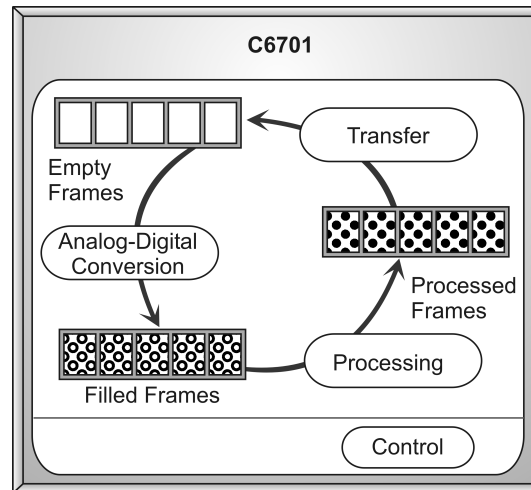 C6701
Transfer
Empty
Frames
Analog-Digital
Conversion
Processed
Frames
Processing
Filled Frames
Control